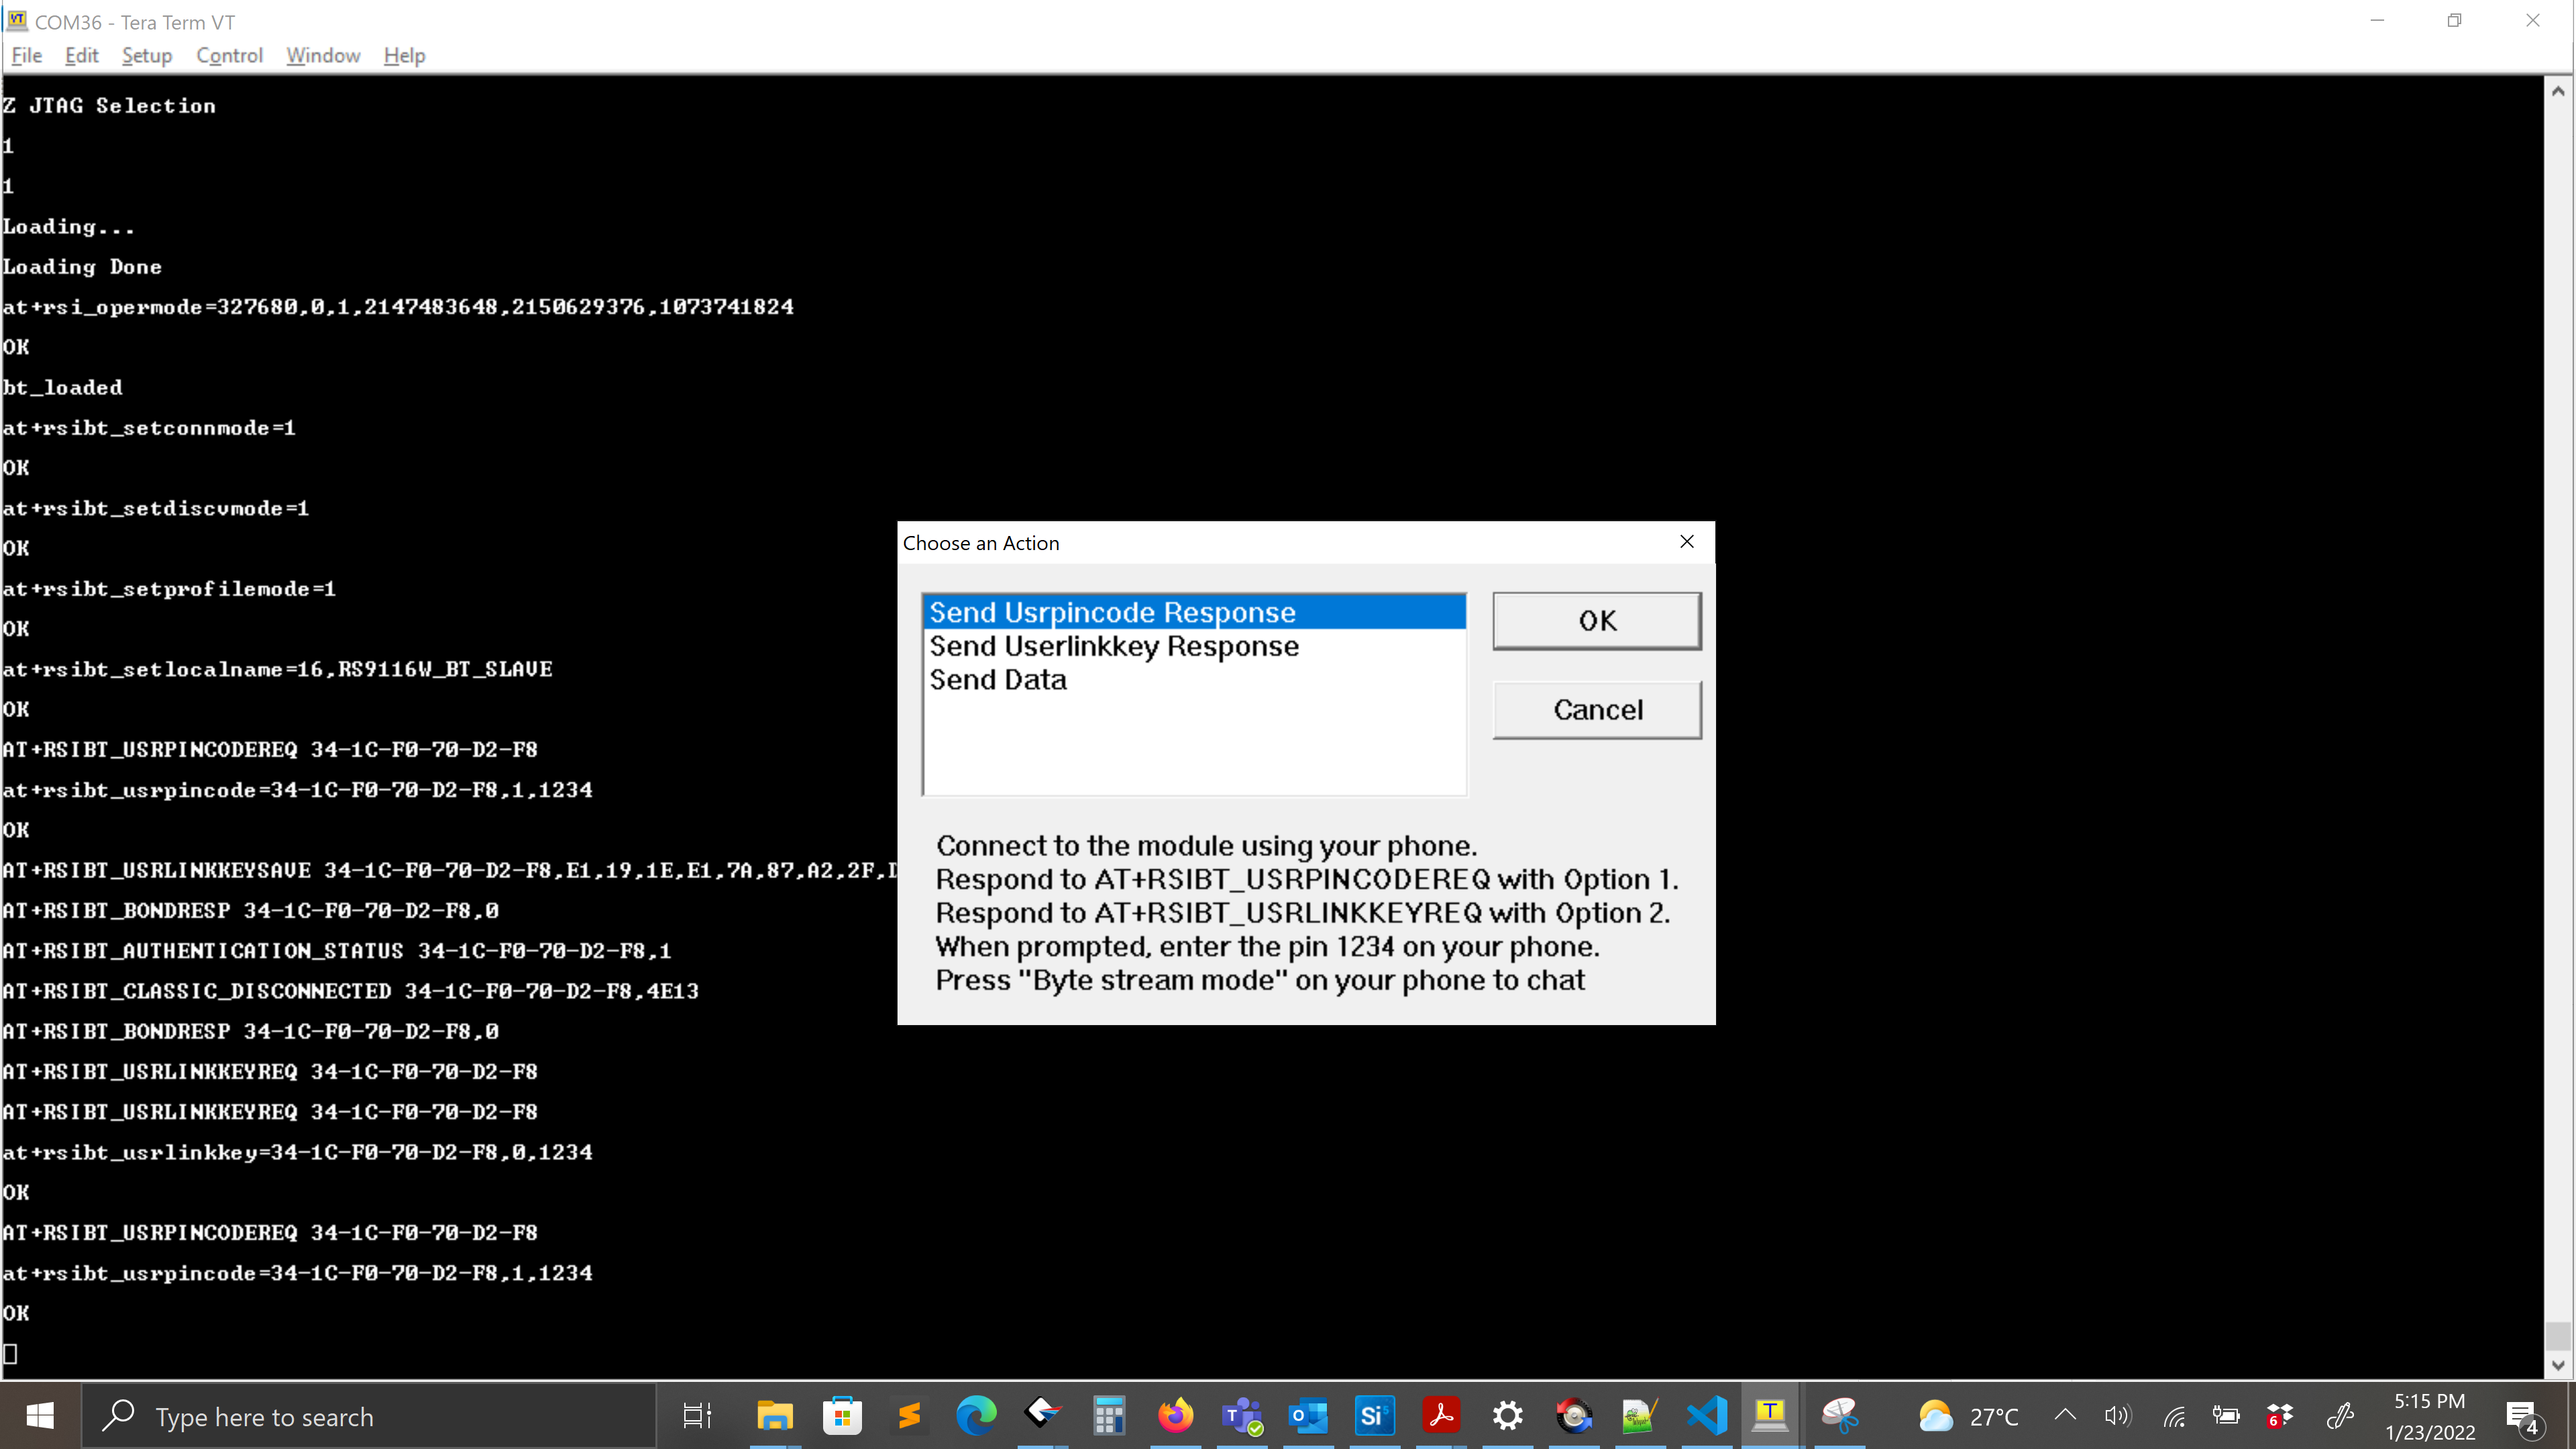 COM36 - Tera Term VT
File Edit Setup Control Window Help
Z JTAG Selection
1
1
Loading...
Loading Done
at+rsi_opermode=327680,0,1,2147483648,2150629376,1073741824
OK
bt_loaded
at+rsibt_setconnmode=1
OK
at+rsibt_setdiscvmode=1
OK
at+rsibt_setprofilemode=1
OK
at+rsibt_setlocalname=16,RS9116W_BT_SLAVE
OK
AT+RSIBT_USRPINCODEREQ 34-1C-F0-70-D2-F8
at+rsibt_usrpincode=34-1C-F0-70-D2-F8,1,1234
OK
AT+RSIBT_USRLINKKEYSAVE 34-1C-F0-70-D2-F8,E1,19,1E,E1,7A,87,A2,2F,D
AT+RSIBT_BONDRESP 34-1C-F0-70-D2-F8,0
AT+RSIBT_AUTHENTICATION_STATUS 34-1C-F0-70-D2-F8,1
AT+RSIBT_CLASSIC_DISCONNECTED 34-1C-F0-70-D2-F8,4E13
AT+RSIBT_BONDRESP 34-1C-F0-70-D2-F8,0
AT+RSIBT_USRLINKKEYREQ 34-1C-F0-70-D2-F8
AT+RSIBT_USRLINKKEYREQ 34-1C-F0-70-D2-F8
at+rsibt_usrlinkkey=34-1C-F0-70-D2-F8,0,1234
OK
AT+RSIBT_USRPINCODEREQ 34-1C-F0-70-D2-F8
at+rsibt_usrpincode=34-1C-F0-70-D2-F8,1,1234
OK
Choose an Action
Send Usrpincode Response
Send Userlinkkey Response
Send Data
OK
Cancel
Connect to the module using your phone.
Respond to AT+RSIBT_USRPINCODEREQ with Option 1.
Respond to AT+RSIBT_USRLINKKEYREQ with Option 2.
When prompted, enter the pin 1234 on your phone.
Press "Byte stream mode" on your phone to chat
Type here to search
27°C
6
5:15 PM
1/23/2022
4